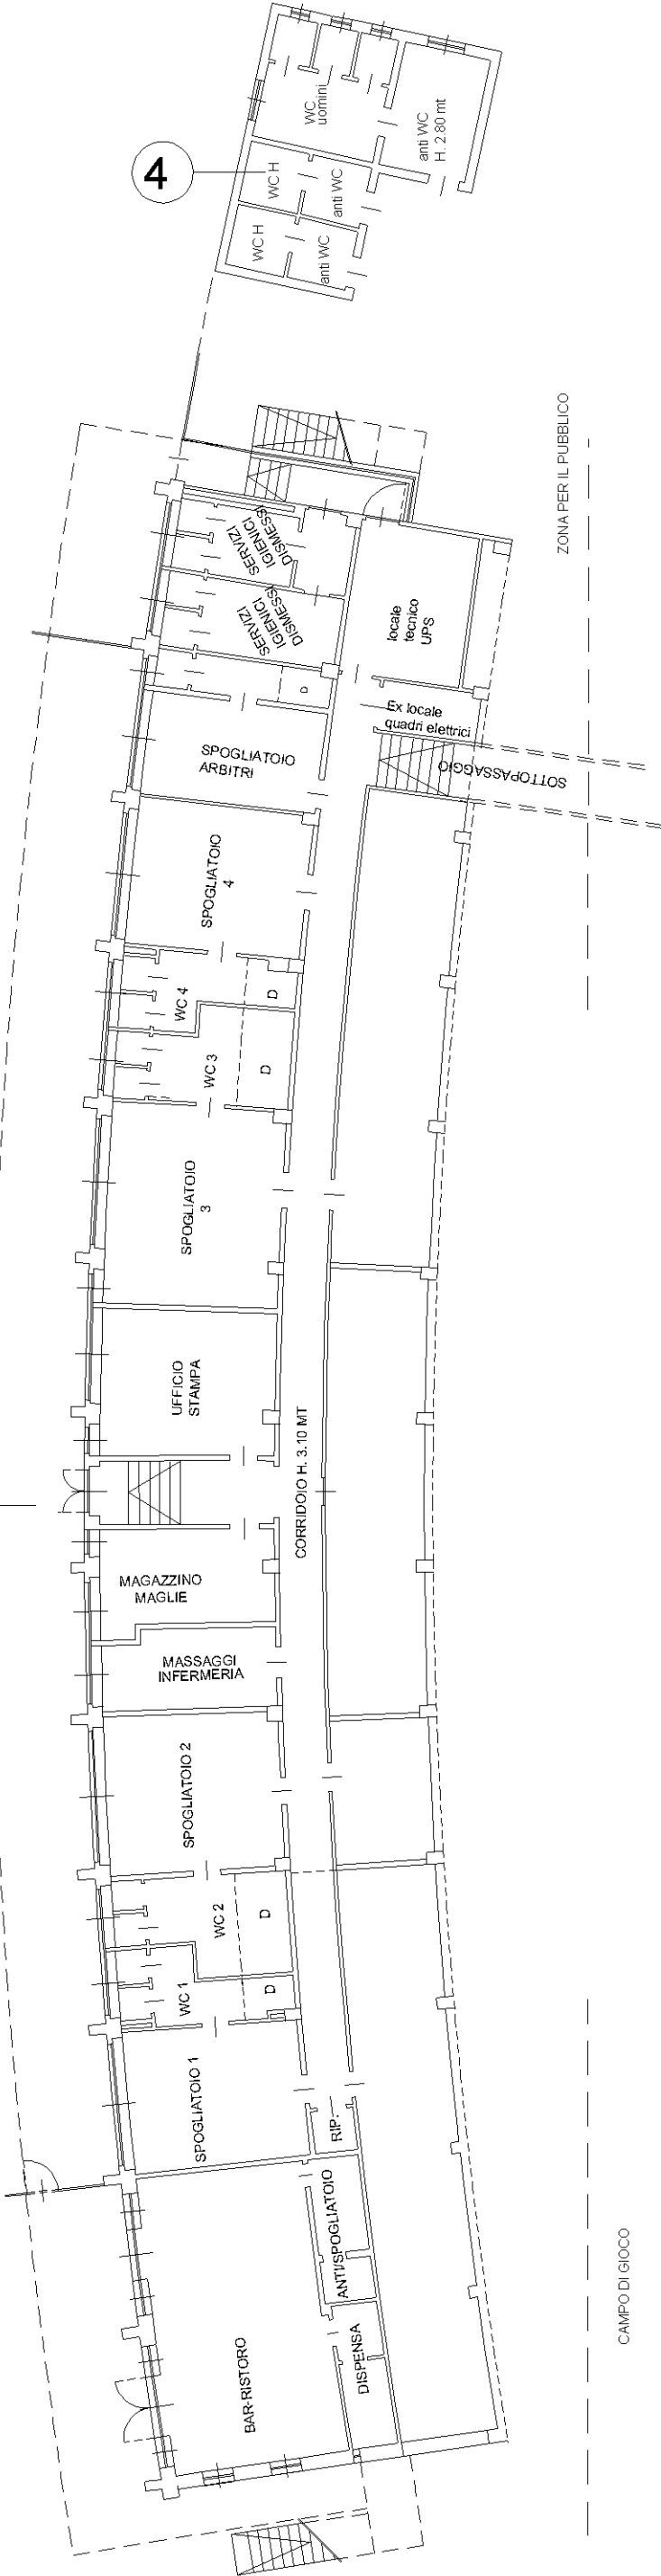 WC
uomini
anti WC
H. 2.80 mt
4
WC H
anti WC
WC H
anti WC
ZONA PER IL PUBBLICO
SERVIZI
IGIENICI
DISMESSI
SERVIZI
IGIENICI
DISMESSI
locale
tecnico
UPS
D
Ex locale
quadri elettrici
SOTTOPASSAGGIO
SPOGLIATOIO
ARBITRI
SPOGLIATOIO
4
WC 4
D
WC 3
D
SPOGLIATOIO
3
UFFICIO
STAMPA
CORRIDOIO H. 3.10 MT
MAGAZZINO
MAGLIE
MASSAGGI
INFERMERIA
SPOGLIATOIO 2
WC 2
D
WC 1
D
SPOGLIATOIO 1
RIP.
ANTI/SPOGLIATOIO
DISPENSA
BAR-RISTORO
CAMPO DI GIOCO